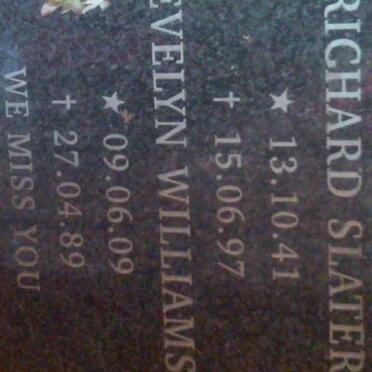 RICHARD SLATER
★ 13.10.41
† 15.06.97
EVELYN WILLIAMS
★ 09.06.09
† 27.04.89
WE MISS YOU